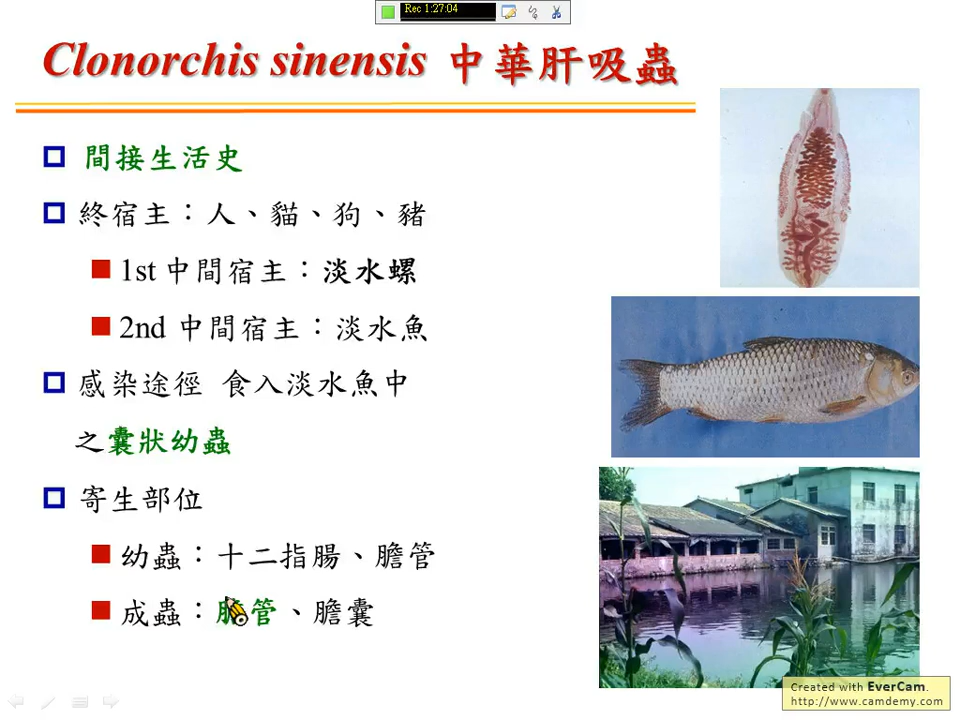 Rec 1:27:04
Clonorchis sinensis 中華肝吸蟲
間接生活史
終宿主：人、貓、狗、豬
1st 中間宿主：淡水螺
2nd 中間宿主：淡水魚
感染途徑 食入淡水魚中
之囊狀幼蟲
寄生部位
幼蟲：十二指腸、膽管
成蟲：膽管、膽囊
Created with EverCam.
http://www.camdemy.com